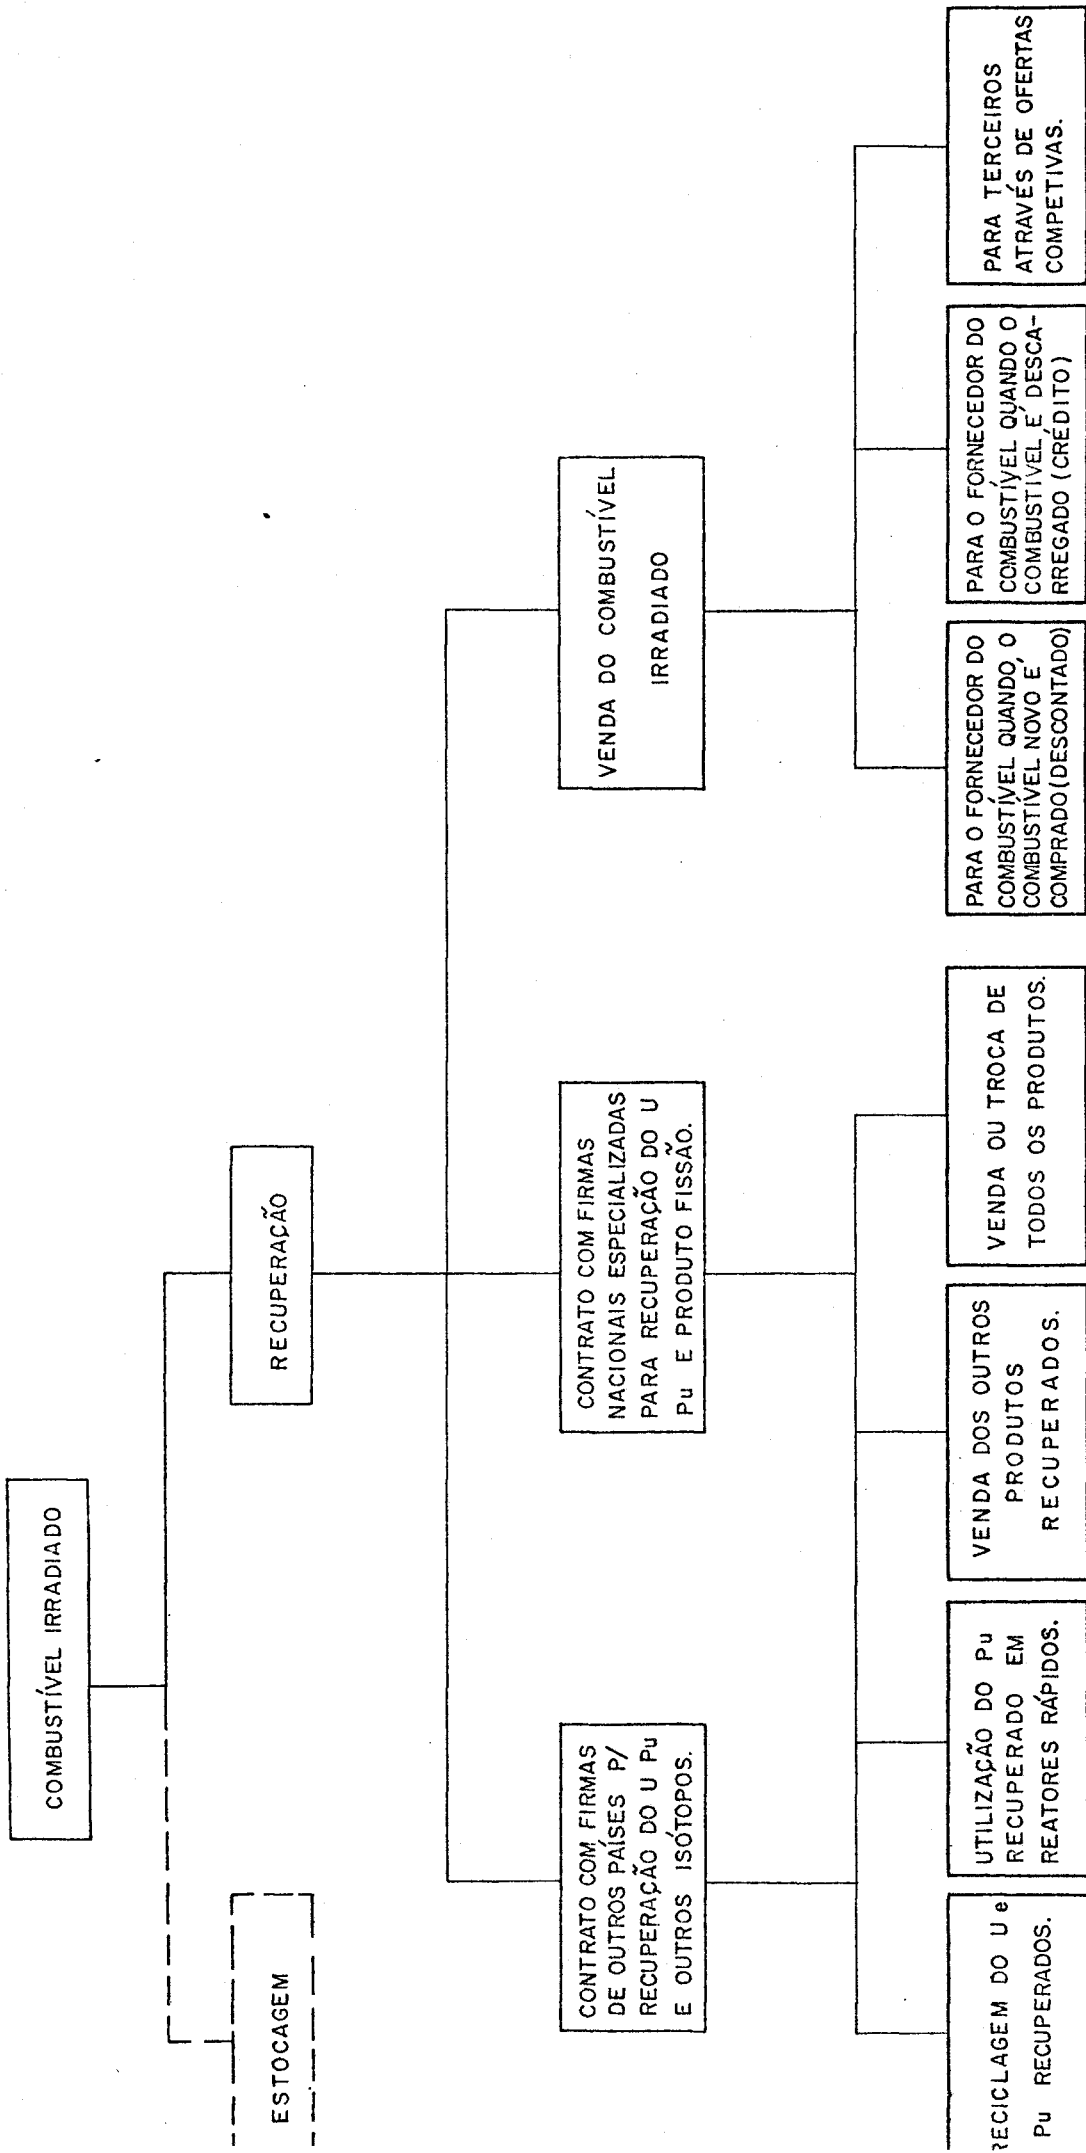 COMBUSTÍVEL IRRADIADO
ESTOCAGEM
RECUPERAÇÃO
CONTRATO COM FIRMAS
DE OUTROS PAÍSES P/
RECUPERAÇÃO DO U Pu
E OUTROS ISÓTOPOS.
CONTRATO COM FIRMAS
NACIONAIS ESPECIALIZADAS
PARA RECUPERAÇÃO DO U
Pu E PRODUTO FISSÃO.
VENDA DO COMBUSTÍVEL
IRRADIADO
RECICLAGEM DO U e
Pu RECUPERADOS.
UTILIZAÇÃO DO Pu
RECUPERADO EM
REATORES RÁPIDOS.
VENDA DOS OUTROS
PRODUTOS
RECUPERADOS.
VENDA OU TROCA DE
TODOS OS PRODUTOS.
PARA O FORNECEDOR DO
COMBUSTÍVEL QUANDO O
COMBUSTÍVEL NOVO É
COMPRADO (DESCONTADO)
PARA O FORNECEDOR DO
COMBUSTÍVEL QUANDO O
COMBUSTIVEL É DESCA-
RREGADO (CRÉDITO)
PARA TERCEIROS
ATRAVÉS DE OFERTAS
COMPETIVAS.